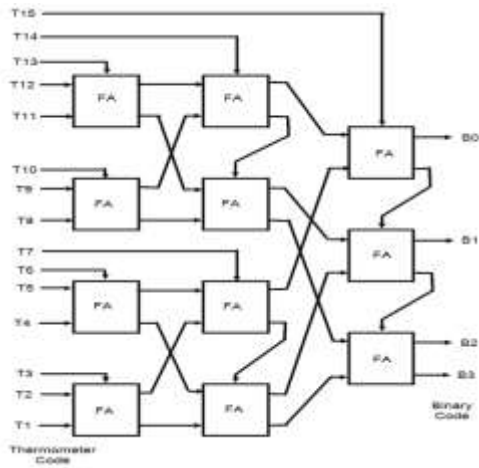 T15
T14
T13
T12
FA
FA
T11
FA
B0
T10
T9
FA
FA
T8
FA
B1
T7
T6
T5
FA
FA
T4
FA
B2
B3
T3
T2
FA
FA
T1
Thermometer
Code
Binary
Code